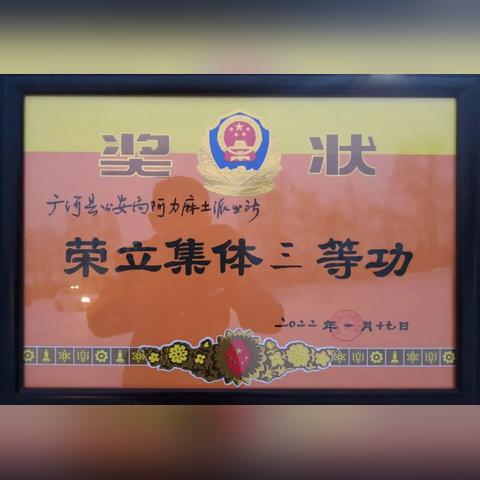 奖 状
广河县公安局阿力麻土派出所
荣立集体三等功
二〇二二年一月十七日